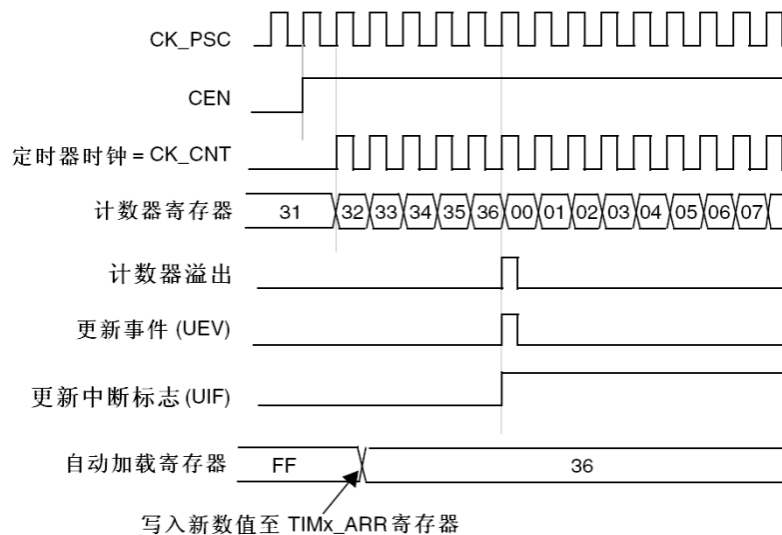 CK_PSC
CEN
定时器时钟 = CK_CNT
计数器寄存器 31 32 33 34 35 36 00 01 02 03 04 05 06 07
计数器溢出
更新事件 (UEV)
更新中断标志 (UIF)
自动加载寄存器 FF 36
写入新数值至 TIMx_ARR 寄存器